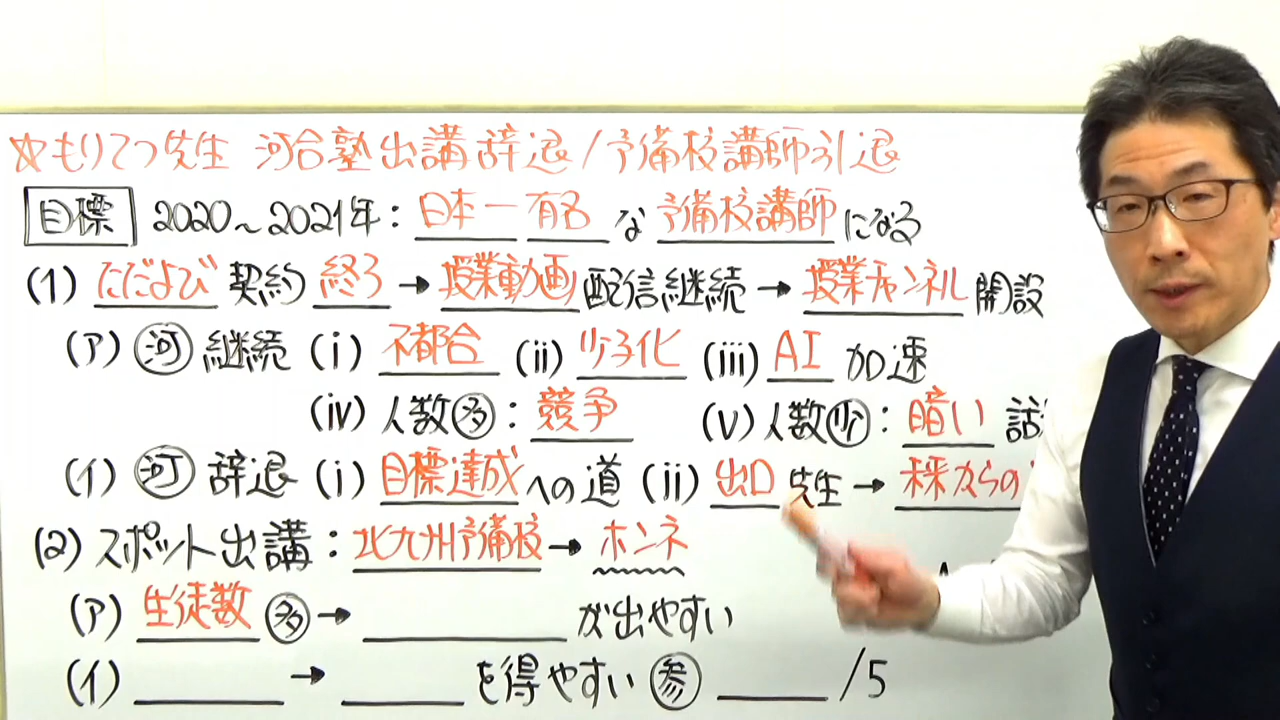 ☆もりてつ先生 河合塾出講辞退/予備校講師引退
目標 2020～2021年：日本一有名な予備校講師になる
(1) ただよび契約終了→授業動画配信継続→授業チャンネル開設
(ア) 河 継続 (i) 不都合 (ii) 少子化 (iii) AI 加速
(iv) 人数多：競争 (v) 人数少：暗い
(イ) 河 辞退 (i) 目標達成への道 (ii) 出口先生→未来からの
(2) スポット出講：北九州予備校→ホンネ
(ア) 生徒数多→ が出やすい
(イ) → を得やすい 参 /5